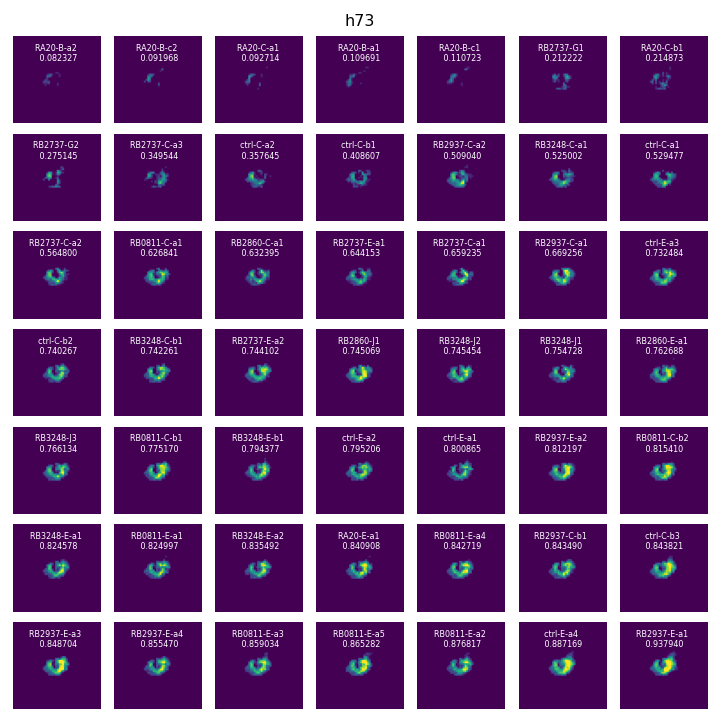 h73
RA20-B-a2
0.082327
RA20-B-c2
0.091968
RA20-C-a1
0.092714
RA20-B-a1
0.109691
RA20-B-c1
0.110723
RB2737-G1
0.212222
RA20-C-b1
0.214873
RB2737-G2
0.275145
RB2737-C-a3
0.349544
ctrl-C-a2
0.357645
ctrl-C-b1
0.408607
RB2937-C-a2
0.509040
RB3248-C-a1
0.525002
ctrl-C-a1
0.529477
RB2737-C-a2
0.564800
RB0811-C-a1
0.626841
RB2860-C-a1
0.632395
RB2737-E-a1
0.644153
RB2737-C-a1
0.659235
RB2937-C-a1
0.669256
ctrl-E-a3
0.732484
ctrl-C-b2
0.740267
RB3248-C-b1
0.742261
RB2737-E-a2
0.744102
RB2860-J1
0.745069
RB3248-J2
0.745454
RB3248-J1
0.754728
RB2860-E-a1
0.762688
RB3248-J3
0.766134
RB0811-C-b1
0.775170
RB3248-E-b1
0.794377
ctrl-E-a2
0.795206
ctrl-E-a1
0.800865
RB2937-E-a2
0.812197
RB0811-C-b2
0.815410
RB3248-E-a1
0.824578
RB0811-E-a1
0.824997
RB3248-E-a2
0.835492
RA20-E-a1
0.840908
RB0811-E-a4
0.842719
RB2937-C-b1
0.843490
ctrl-C-b3
0.843821
RB2937-E-a3
0.848704
RB2937-E-a4
0.855470
RB0811-E-a3
0.859034
RB0811-E-a5
0.865282
RB0811-E-a2
0.876817
ctrl-E-a4
0.887169
RB2937-E-a1
0.937940